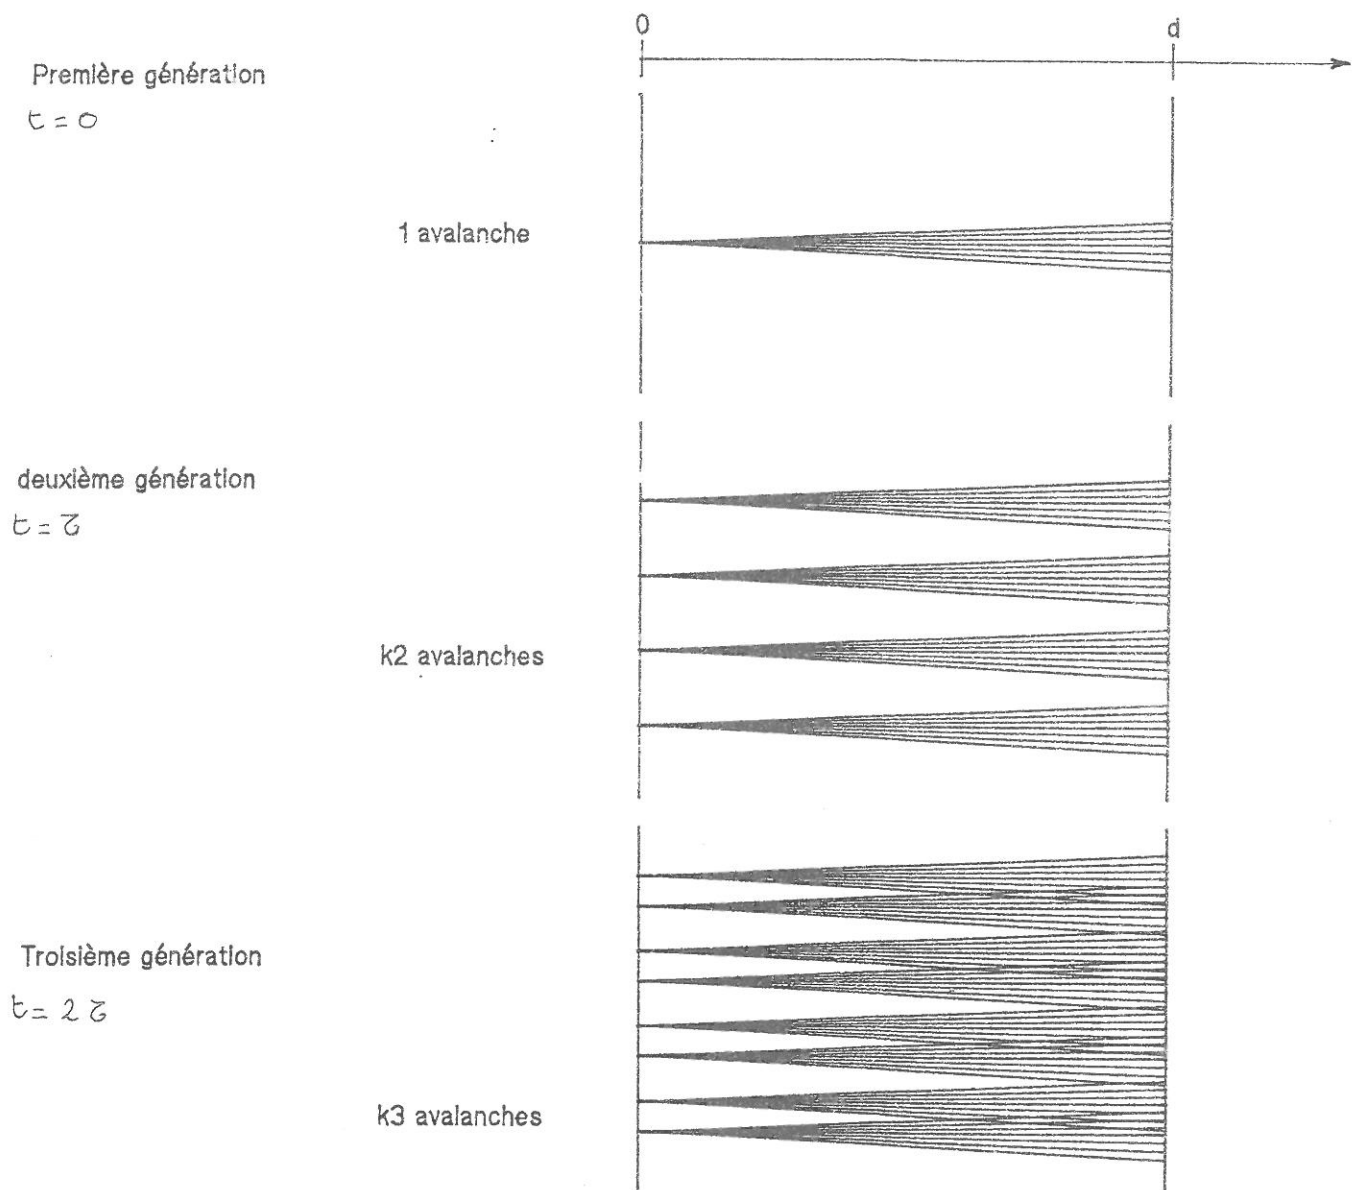 0 d
Première génération
t = 0
1 avalanche
deuxième génération
t = τ
k2 avalanches
Troisième génération
t = 2 τ
k3 avalanches